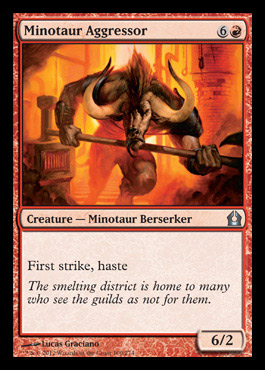 Minotaur Aggressor 6
Creature — Minotaur Berserker
First strike, haste
The smelting district is home to many
who see the guilds as not for them.
Lucas Graciano
6/2